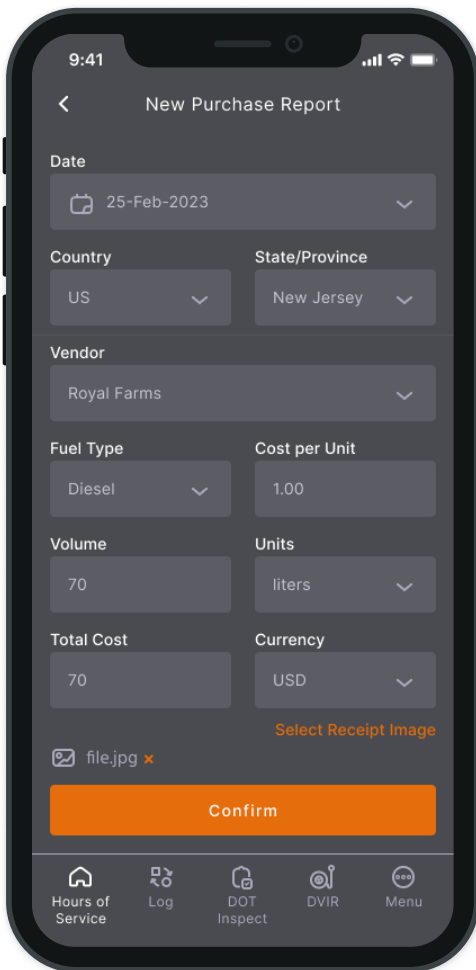 9:41
New Purchase Report
Date
25-Feb-2023
Country State/Province
US New Jersey
Vendor
Royal Farms
Fuel Type Cost per Unit
Diesel 1.00
Volume Units
70 liters
Total Cost Currency
70 USD
Select Receipt Image
file.jpg ×
Confirm
Hours of Service Log DOT Inspect DVIR Menu